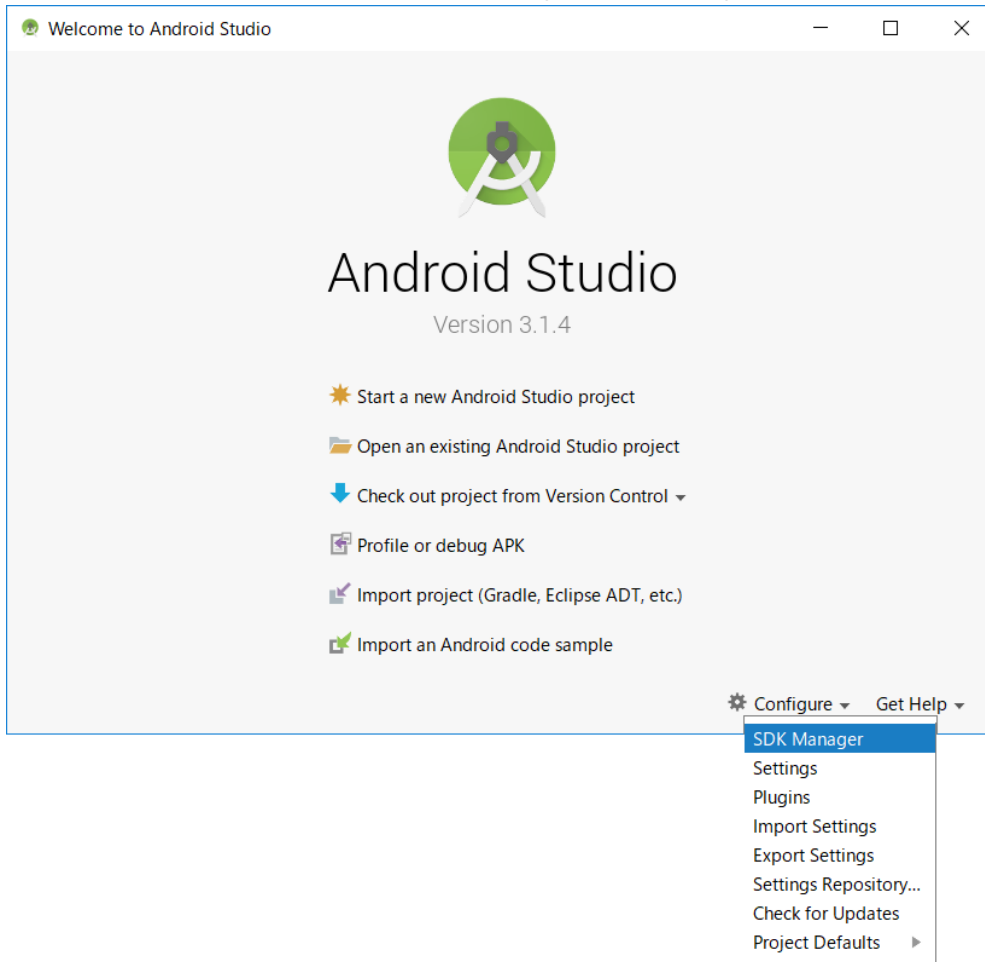 Welcome to Android Studio
Android Studio
Version 3.1.4
Start a new Android Studio project
Open an existing Android Studio project
Check out project from Version Control
Profile or debug APK
Import project (Gradle, Eclipse ADT, etc.)
Import an Android code sample
Configure Get Help
SDK Manager
Settings
Plugins
Import Settings
Export Settings
Settings Repository...
Check for Updates
Project Defaults